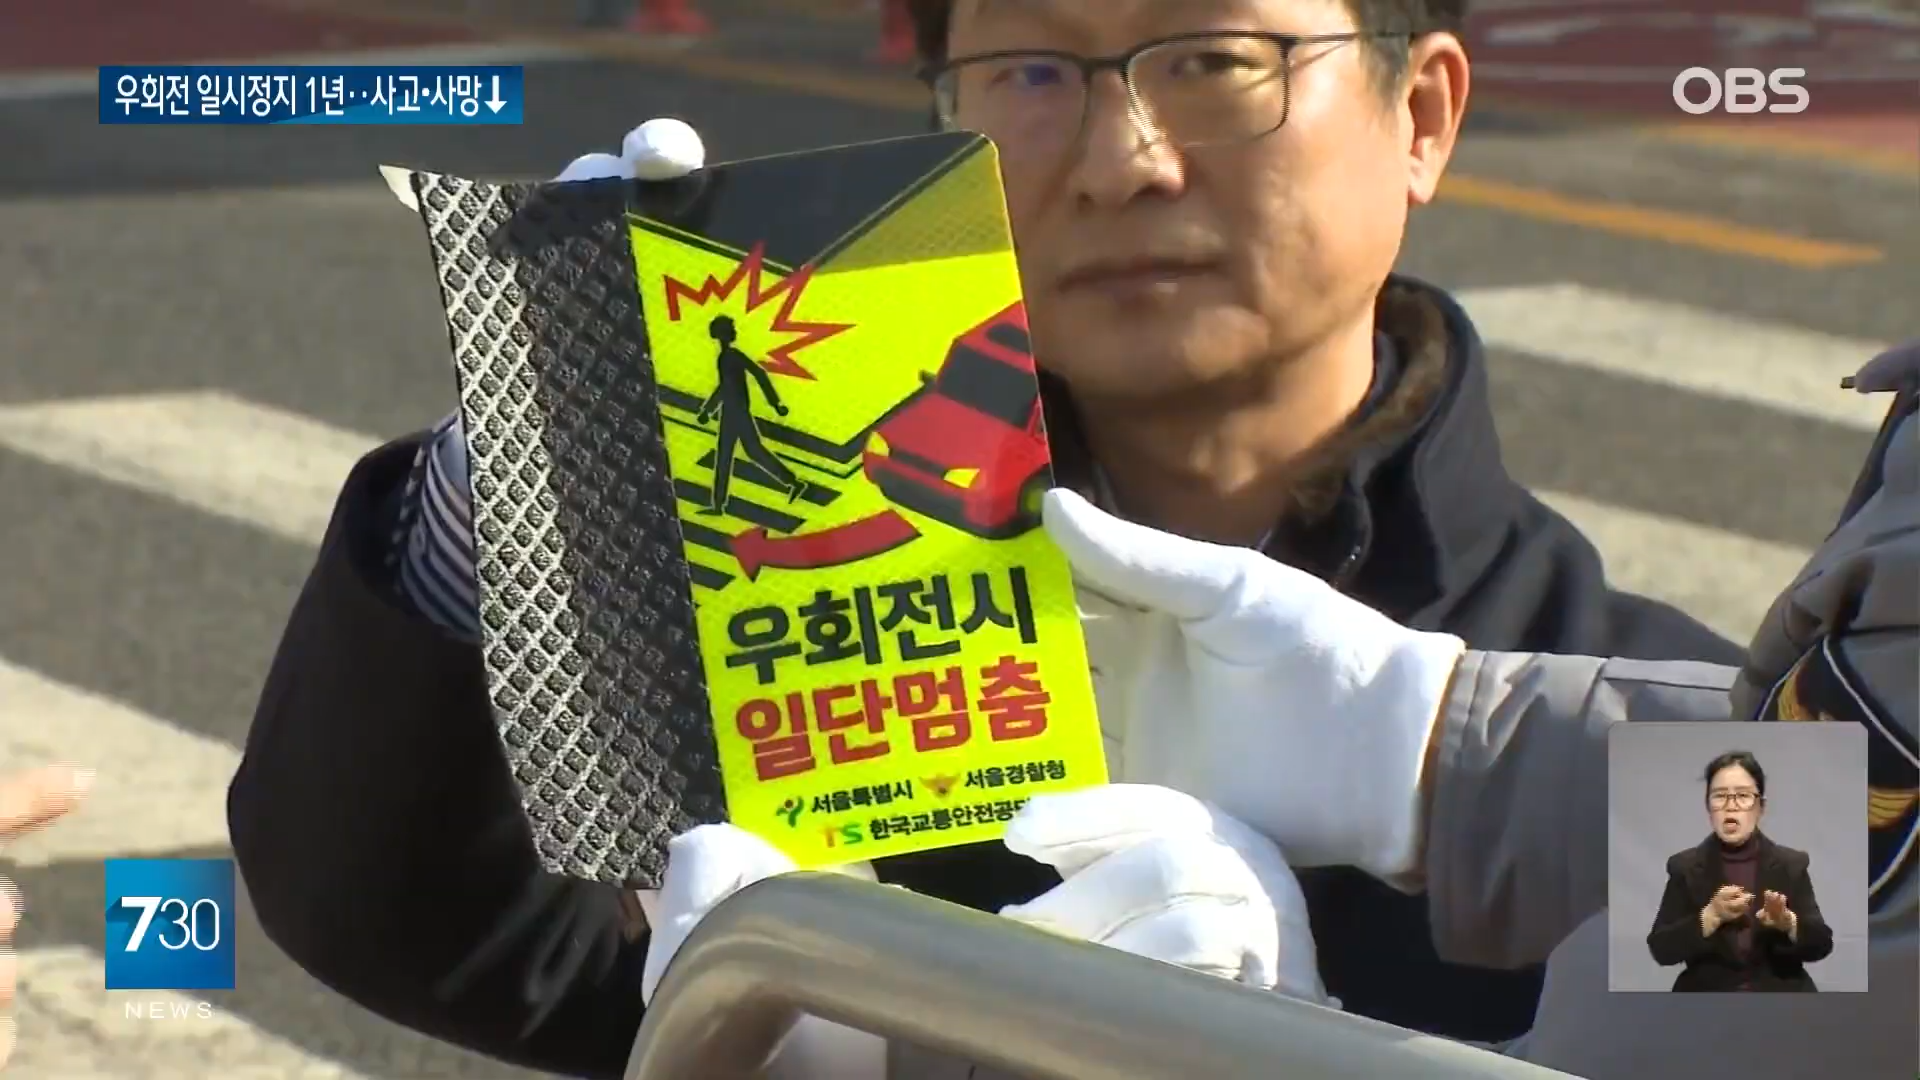 우회전 일시정지 1년‥사고•사망↓
OBS
우회전시
일단멈춤
서울특별시 서울경찰청
TS 한국교통안전공단
730
NEWS